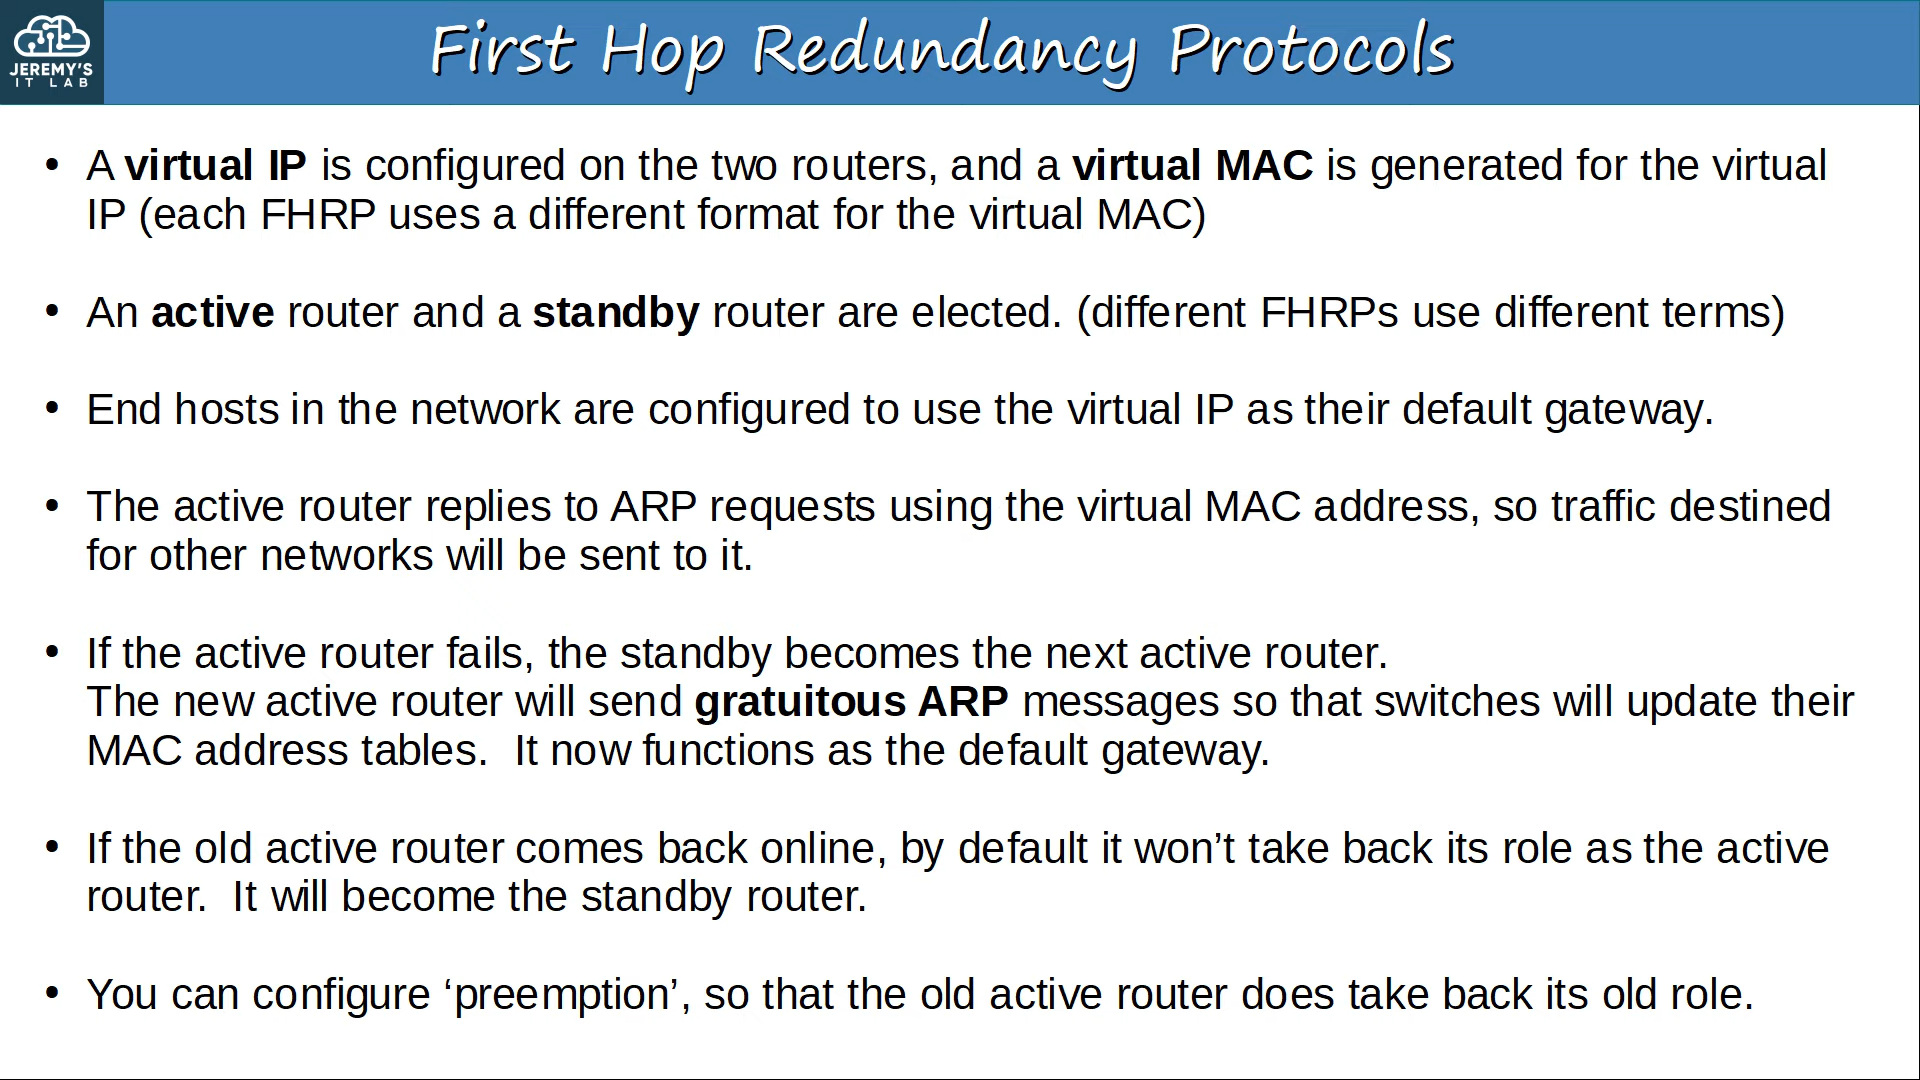 JEREMY'S
IT LAB
First Hop Redundancy Protocols
• A virtual IP is configured on the two routers, and a virtual MAC is generated for the virtual
IP (each FHRP uses a different format for the virtual MAC)
• An active router and a standby router are elected. (different FHRPs use different terms)
• End hosts in the network are configured to use the virtual IP as their default gateway.
• The active router replies to ARP requests using the virtual MAC address, so traffic destined
for other networks will be sent to it.
• If the active router fails, the standby becomes the next active router.
The new active router will send gratuitous ARP messages so that switches will update their
MAC address tables.  It now functions as the default gateway.
• If the old active router comes back online, by default it won’t take back its role as the active
router.  It will become the standby router.
• You can configure ‘preemption’, so that the old active router does take back its old role.